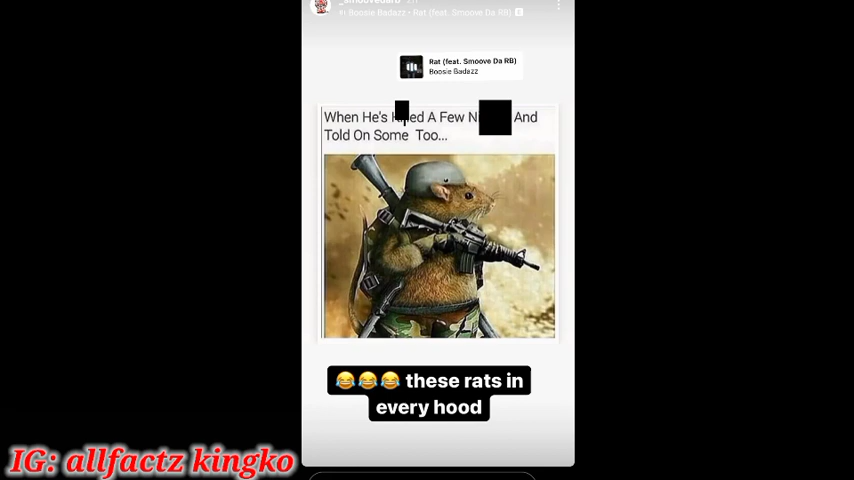 Boosie Badazz • Rat (feat. Smoove Da RB) E
Rat (feat. Smoove Da RB)
Boosie Badazz
When He's A Few And
Told On Some Too...
😂😂😂 these rats in
every hood
IG: allfactz kingko